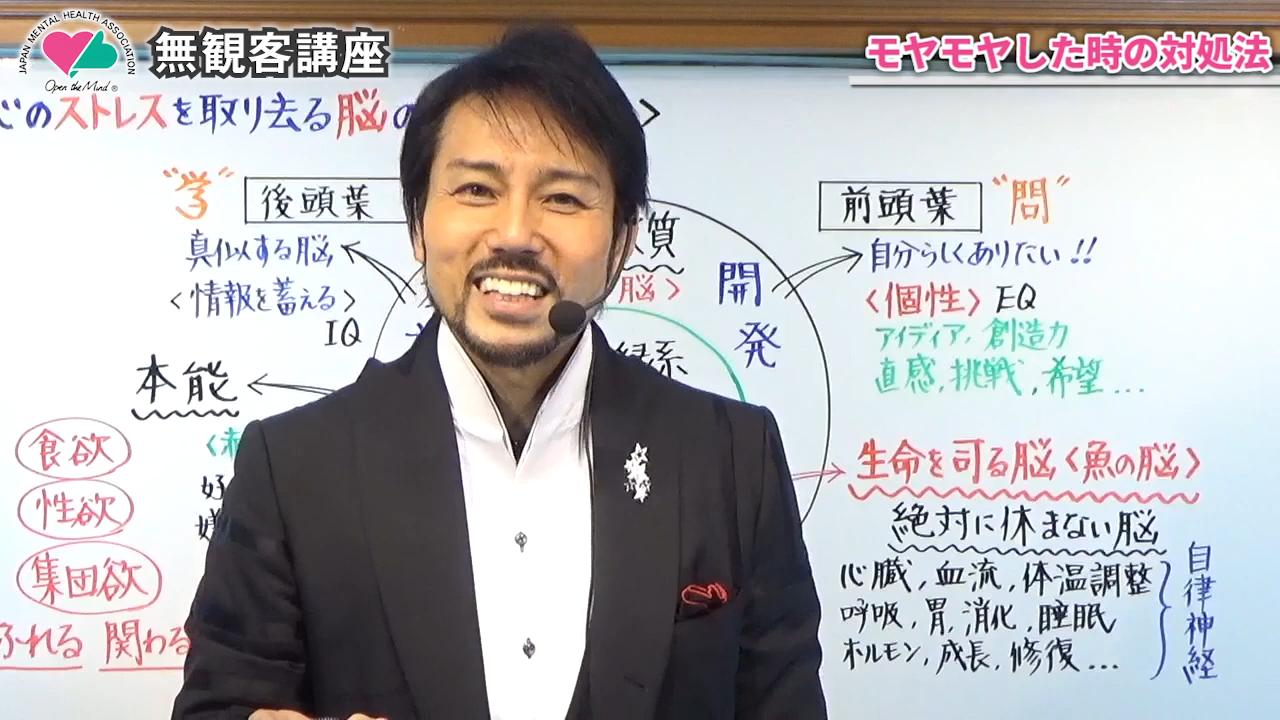 JAPAN MENTAL HEALTH ASSOCIATION
Open the Mind ®
無観客講座
モヤモヤした時の対処法
心のストレスを取り去る脳の
"学" 後頭葉
真似する脳
〈情報を蓄える〉
IQ
質
脳〉
開発
前頭葉 "問"
自分らしくありたい!!
〈個性〉 EQ
アイディア, 創造力
直感, 挑戦, 希望...
本能
食欲
性欲
集団欲
ふれる 関わる
生命を司る脳〈魚の脳〉
絶対に休まない脳
心臓, 血流, 体温調整
呼吸, 胃, 消化, 睡眠
ホルモン, 成長, 修復...
自律神経